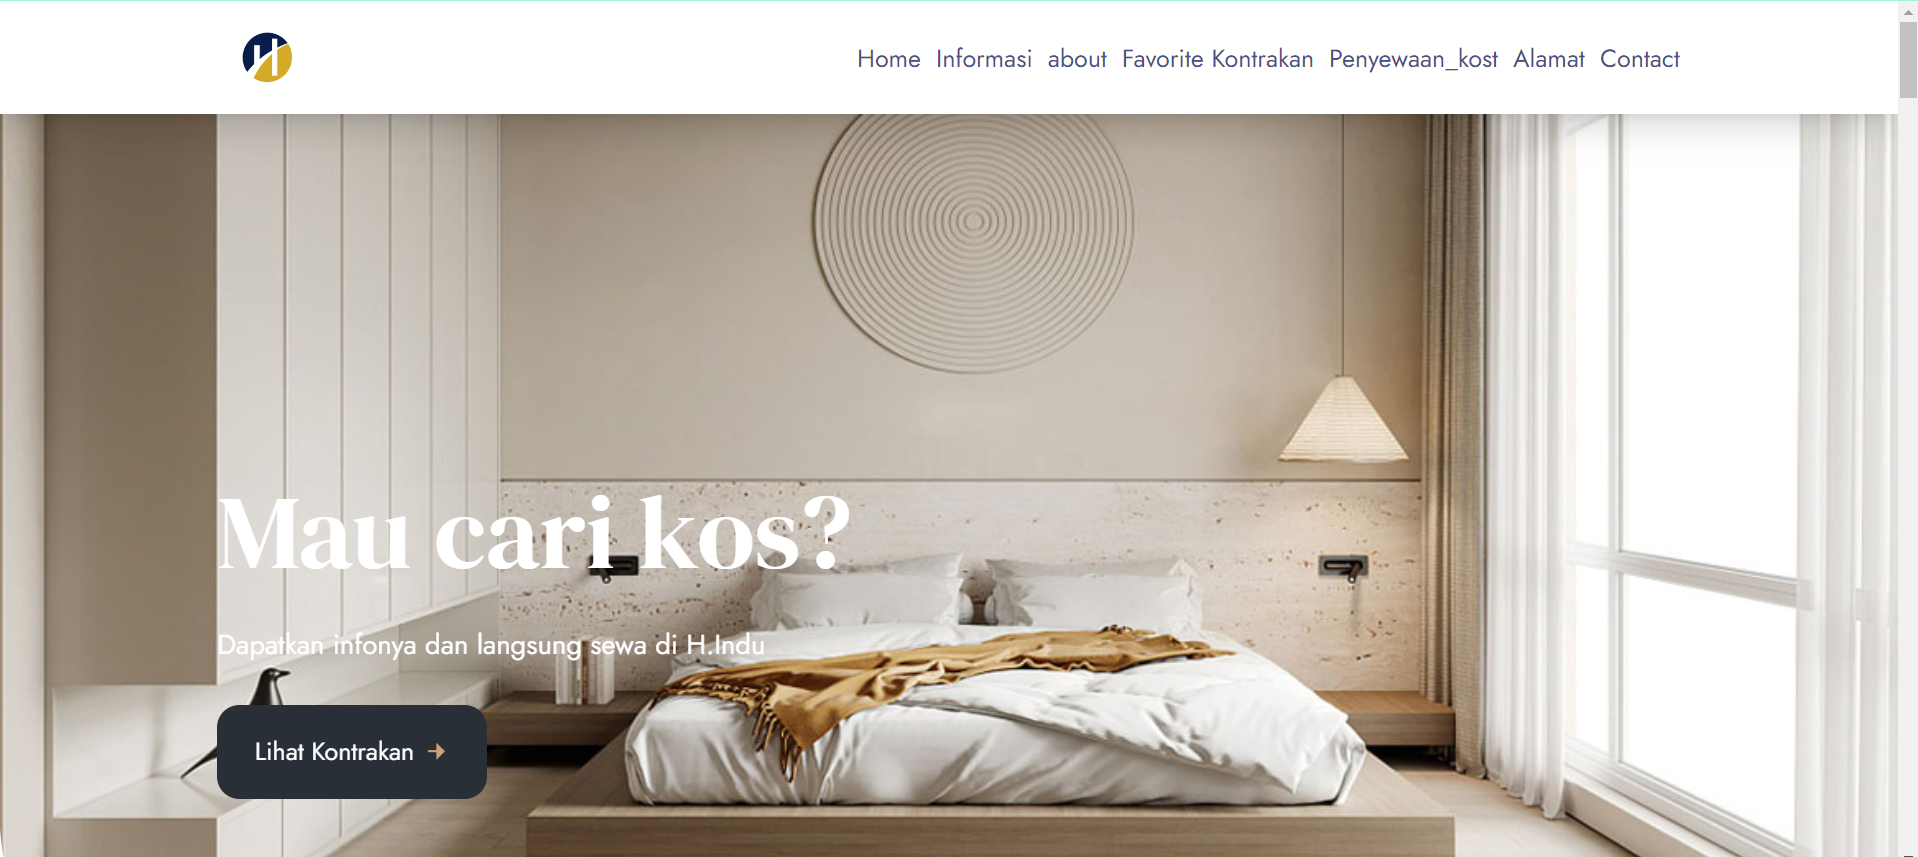 H
Home Informasi about Favorite Kontrakan Penyewaan_kost Alamat Contact
Mau cari kos?
Dapatkan infonya dan langsung sewa di H.Indu
Lihat Kontrakan